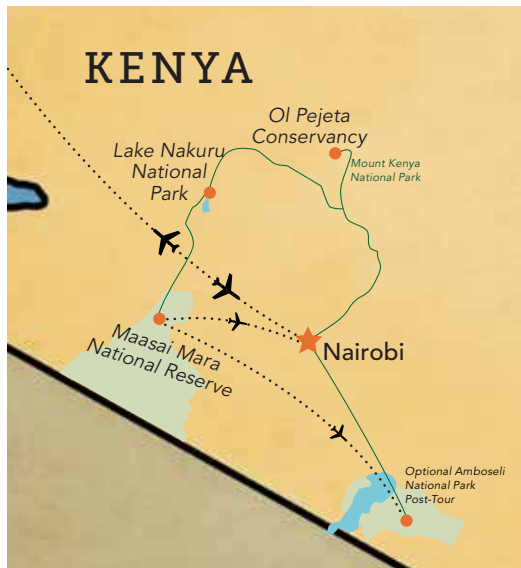 KENYA
Ol Pejeta
Conservancy
Lake Nakuru
National
Park
Mount Kenya
National Park
Maasai Mara
National Reserve
Nairobi
Optional Amboseli
National Park
Post-Tour